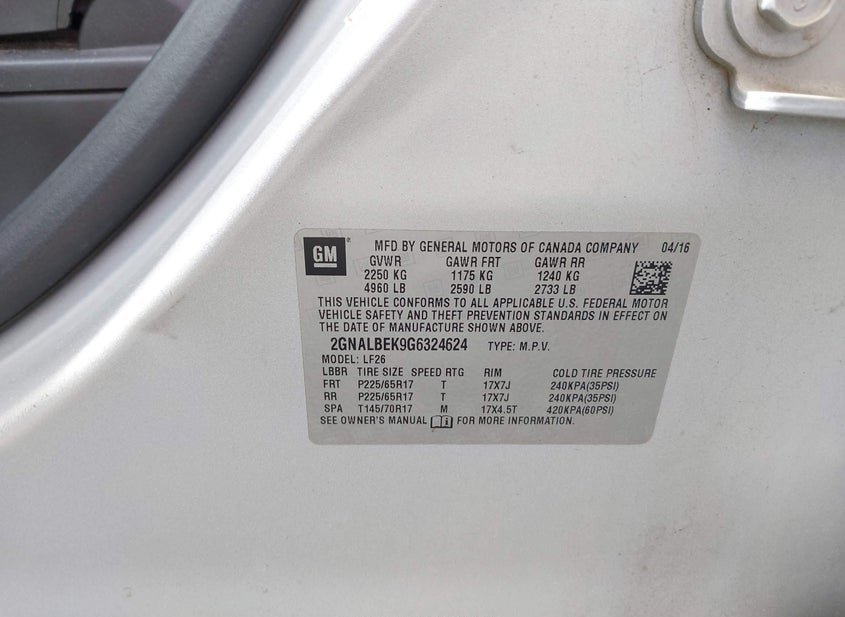 GM ® MFD BY GENERAL MOTORS OF CANADA COMPANY 04/16
GVWR GAWR FRT GAWR RR
2250 KG 1175 KG 1240 KG
4960 LB 2590 LB 2733 LB
THIS VEHICLE CONFORMS TO ALL APPLICABLE U.S. FEDERAL MOTOR
VEHICLE SAFETY AND THEFT PREVENTION STANDARDS IN EFFECT ON
THE DATE OF MANUFACTURE SHOWN ABOVE.
2GNALBEK9G6324624 TYPE: M.P.V.
MODEL: LF26
LBBR TIRE SIZE SPEED RTG RIM COLD TIRE PRESSURE
FRT P225/65R17 T 17X7J 240KPA(35PSI)
RR P225/65R17 T 17X7J 240KPA(35PSI)
SPA T145/70R17 M 17X4.5T 420KPA(60PSI)
SEE OWNER'S MANUAL FOR MORE INFORMATION.